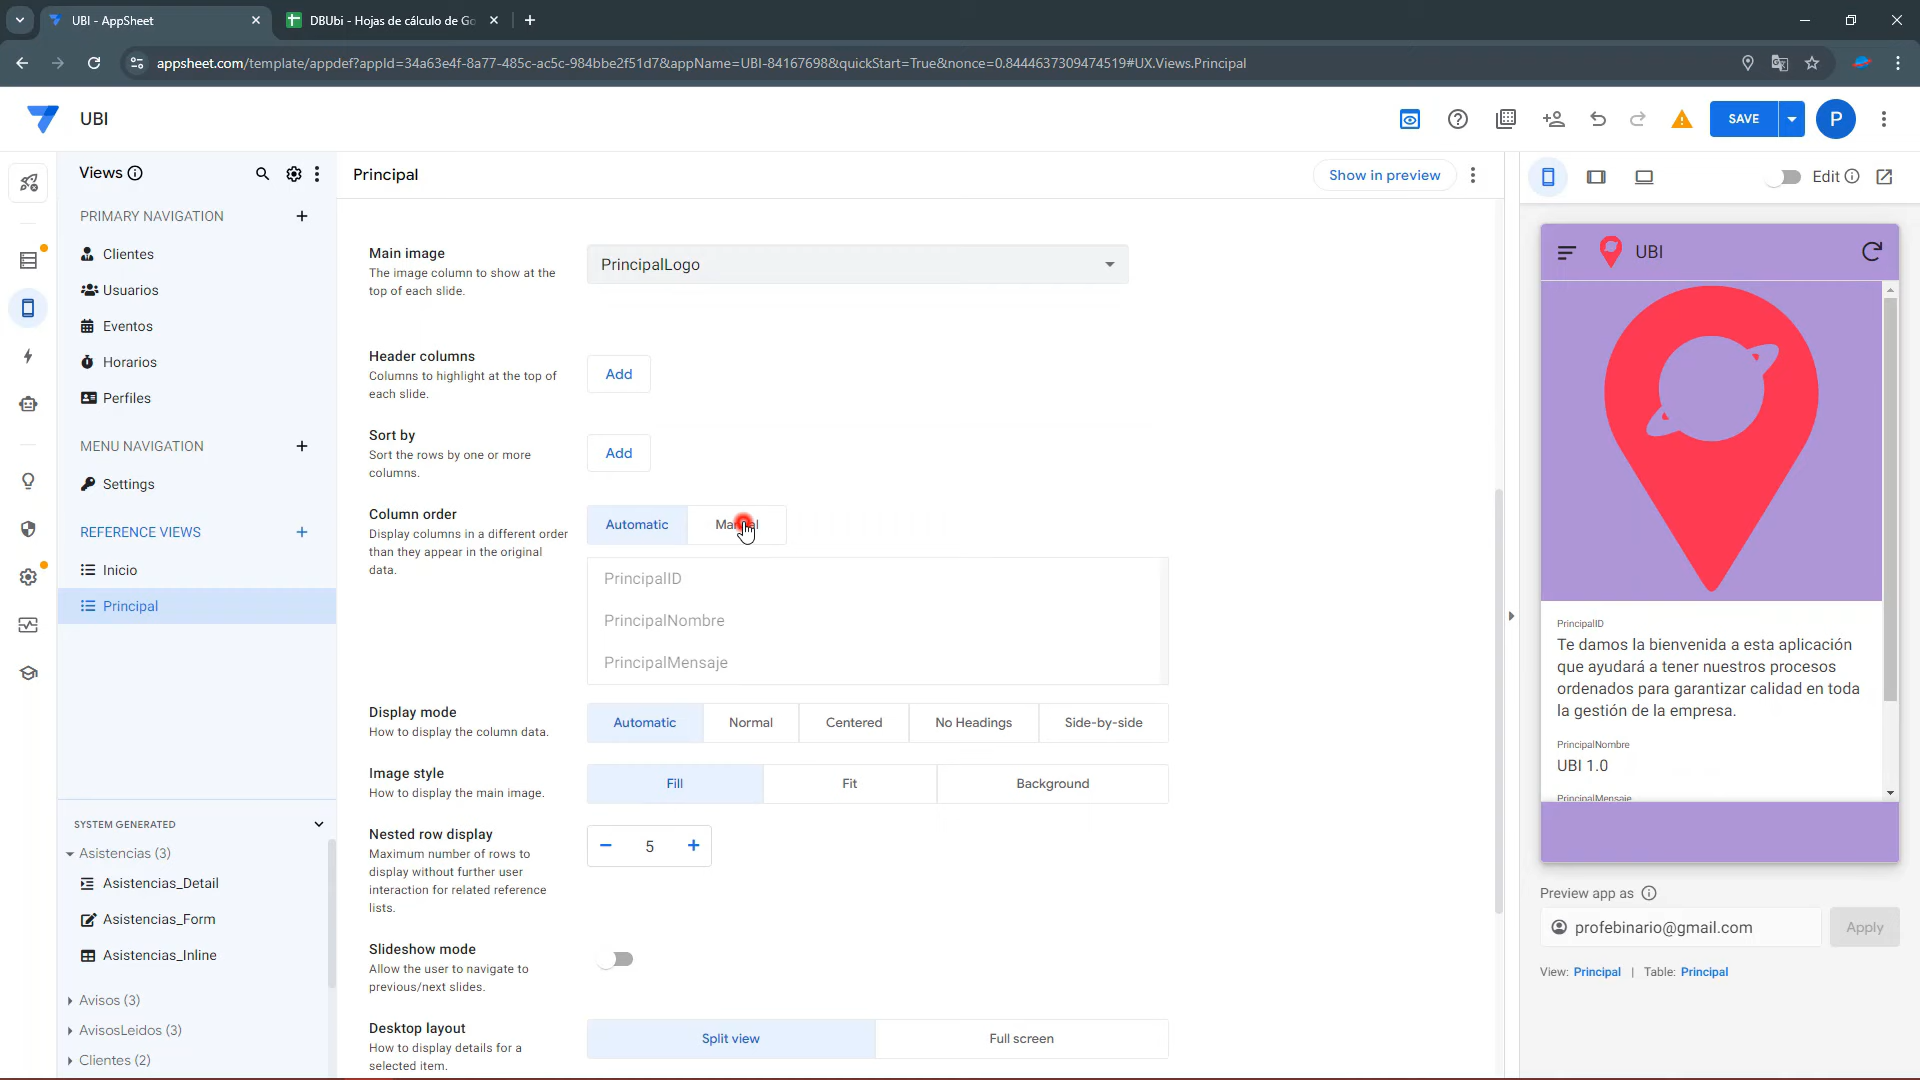 UBI - AppSheet
DBUbi - Hojas de cálculo de Go
appsheet.com/template/appdef?appId=34a63e4f-8a77-485c-ac5c-984bbe2f51d7&appName=UBI-84167698&quickStart=True&nonce=0.8444637309474519#UX.Views.Principal
UBI
SAVE
P
Views
Principal
Show in preview
Edit
PRIMARY NAVIGATION
Clientes
Usuarios
Eventos
Horarios
Perfiles
MENU NAVIGATION
Settings
REFERENCE VIEWS
Inicio
Principal
SYSTEM GENERATED
Asistencias (3)
Asistencias_Detail
Asistencias_Form
Asistencias_Inline
Avisos (3)
AvisosLeidos (3)
Clientes (2)
Main image
The image column to show at the
top of each slide.
PrincipalLogo
Header columns
Columns to highlight at the top of
each slide.
Add
Sort by
Sort the rows by one or more
columns.
Add
Column order
Display columns in a different order
than they appear in the original
data.
Automatic
Manual
PrincipalID
PrincipalNombre
PrincipalMensaje
Display mode
How to display the column data.
Automatic
Normal
Centered
No Headings
Side-by-side
Image style
How to display the main image.
Fill
Fit
Background
Nested row display
Maximum number of rows to
display without further user
interaction for related reference
lists.
5
Slideshow mode
Allow the user to navigate to
previous/next slides.
Desktop layout
How to display details for a
selected item.
Split view
Full screen
UBI
PrincipalID
Te damos la bienvenida a esta aplicación
que ayudará a tener nuestros procesos
ordenados para garantizar calidad en toda
la gestión de la empresa.
PrincipalNombre
UBI 1.0
PrincipalMensaje
Preview app as
profebinario@gmail.com
Apply
View: Principal | Table: Principal